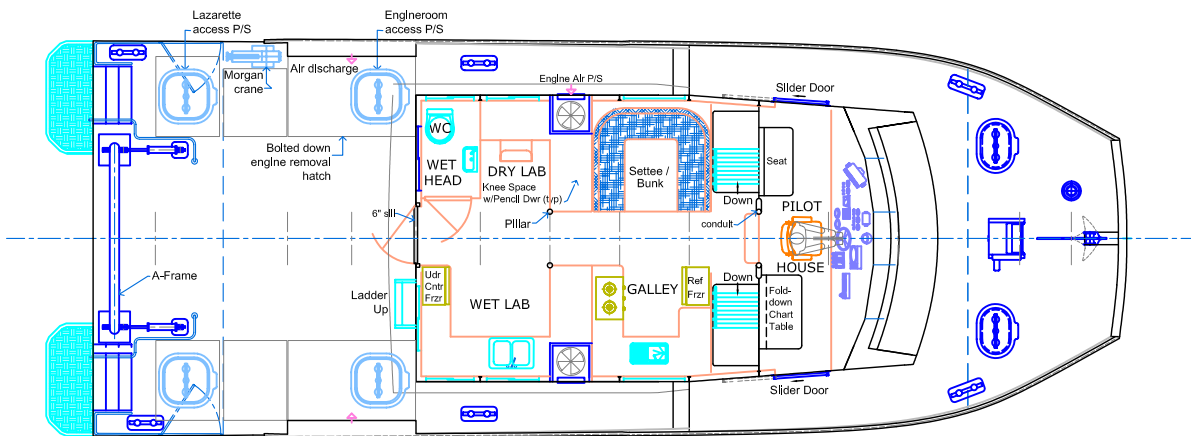 Lazarette
access P/S
Engineroom
access P/S
Morgan
crane
Air discharge
Engine Air P/S
Slider Door
Bolted down
engine removal
hatch
WC
WET
HEAD
DRY LAB
Knee Space
w/Pencil Dwr (typ)
Settee /
Bunk
Seat
Down
6" sill
Pillar
conduit
PILOT
HOUSE
A-Frame
Ladder
Up
Udr
Cntr
Frzr
WET LAB
GALLEY
Ref
Frzr
Down
Fold-
down
Chart
Table
Slider Door